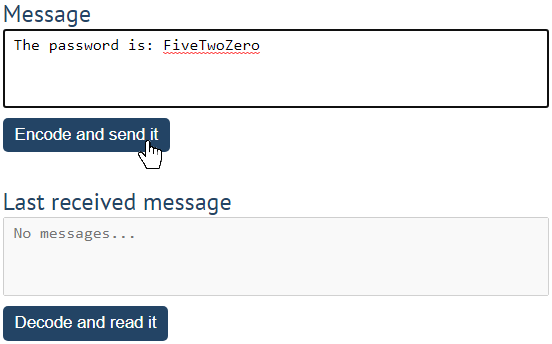 Message
The password is: FiveTwoZero
Encode and send it
Last received message
No messages...
Decode and read it